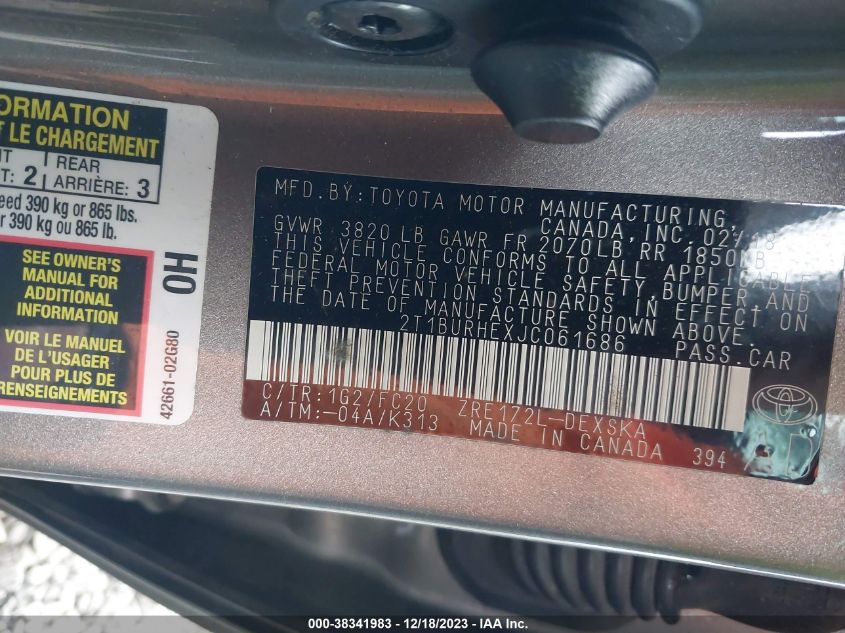 ORMATION
T LE CHARGEMENT
NT REAR
T: 2 ARRIÈRE: 3
eed 390 kg or 865 lbs.
r 390 kg ou 865 lb.
SEE OWNER'S
MANUAL FOR
ADDITIONAL
INFORMATION
VOIR LE MANUEL
DE L'USAGER
POUR PLUS DE
RENSEIGNEMENTS
OH
42661-02G80
MFD. BY: TOYOTA MOTOR MANUFACTURING,
CANADA, INC. 02/18
GVWR 3820 LB GAWR FR 2070LB RR 1850LB
THIS VEHICLE CONFORMS TO ALL APPLICABLE
FEDERAL MOTOR VEHICLE SAFETY, BUMPER AND
THEFT PREVENTION STANDARDS IN EFFECT ON
THE DATE OF MANUFACTURE SHOWN ABOVE.
2T1BURHEXJC061686 PASS.CAR
C/TR: 1G2/FC20 ZRE172L-DEXSKA
A/TM:-04A/K313 MADE IN CANADA 394
000-38341983 / 12/18/2023 - IAA Inc.